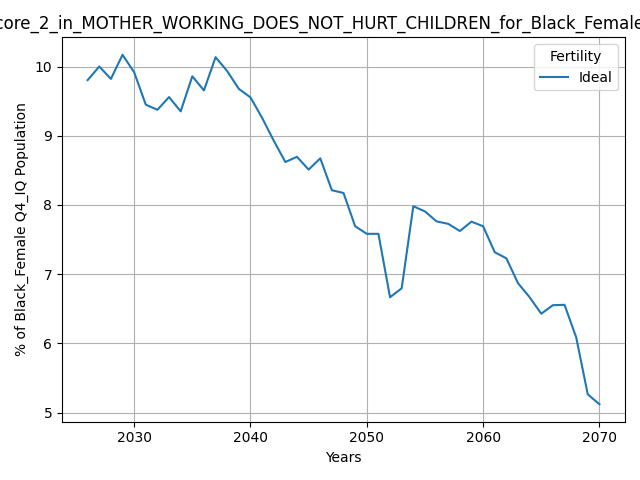 core_2_in_MOTHER_WORKING_DOES_NOT_HURT_CHILDREN_for_Black_Female
Fertility
Ideal
% of Black_Female Q4_IQ Population
10
9
8
7
6
5
2030 2040 2050 2060 2070
Years